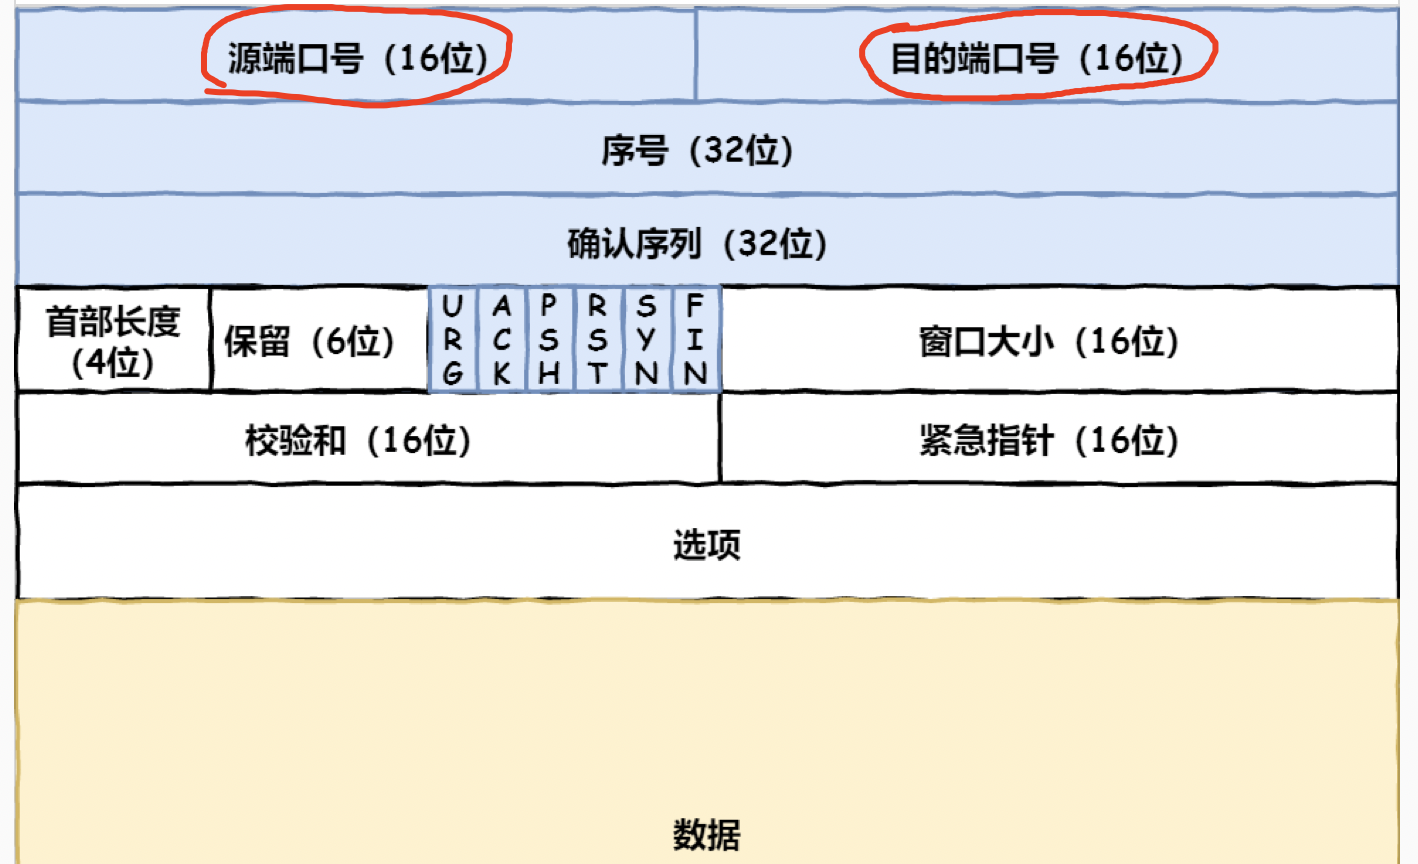 源端口号（16位） 目的端口号（16位）
序号（32位）
确认序列（32位）
首部长度
（4位）
保留（6位）
URG
ACK
PSH
RST
SYN
FIN
窗口大小（16位）
校验和（16位） 紧急指针（16位）
选项
数据